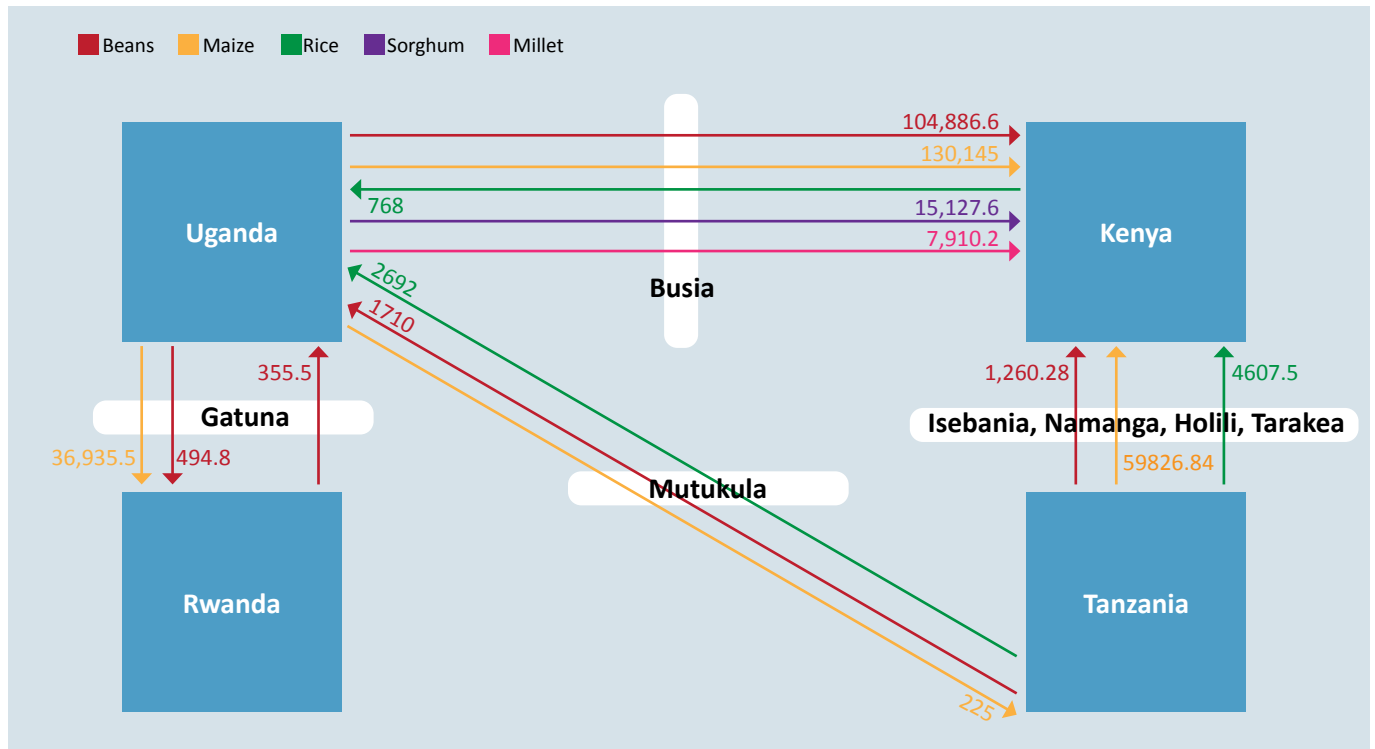 Beans Maize Rice Sorghum Millet
104,886.6
130,145
768
15,127.6
7,910.2
Uganda
Kenya
Busia
2692
1710
355.5
1,260.28
4607.5
Gatuna
Isebania, Namanga, Holili, Tarakea
36,935.5
494.8
59826.84
Mutukula
Rwanda
Tanzania
225